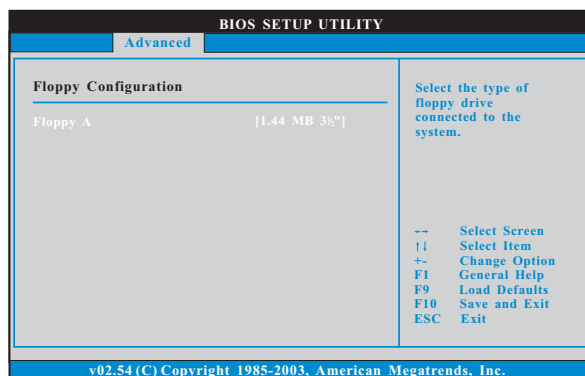 BIOS SETUP UTILITY
Advanced
Floppy Configuration
Floppy A [1.44 MB 3½"]
Select the type of
floppy drive
connected to the
system.
←→ Select Screen
↑↓ Select Item
+- Change Option
F1 General Help
F9 Load Defaults
F10 Save and Exit
ESC Exit
v02.54 (C) Copyright 1985-2003, American Megatrends, Inc.